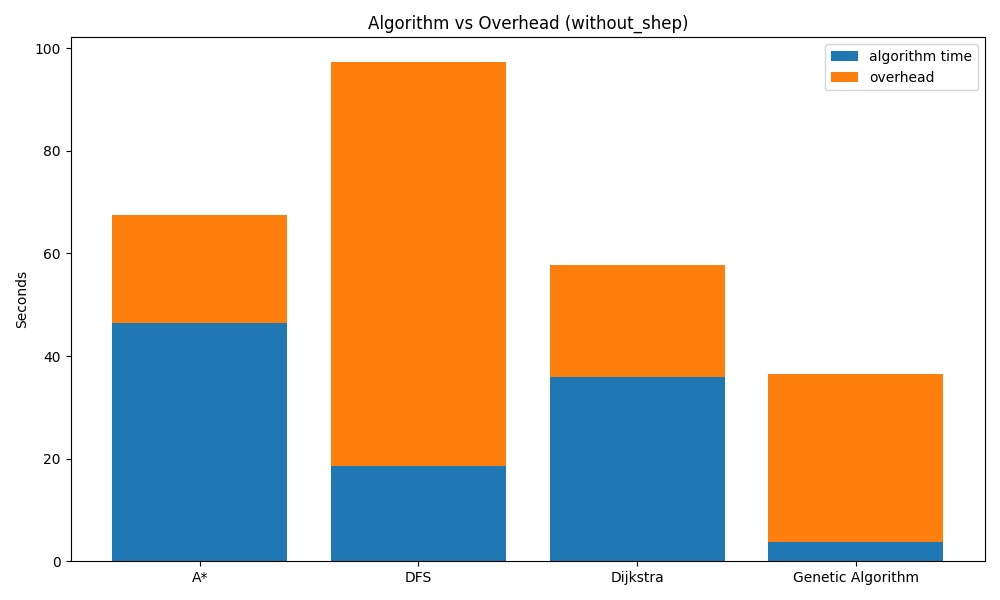 Algorithm vs Overhead (without_shep)
algorithm time
overhead
100
80
60
40
20
0
Seconds
A*
DFS
Dijkstra
Genetic Algorithm